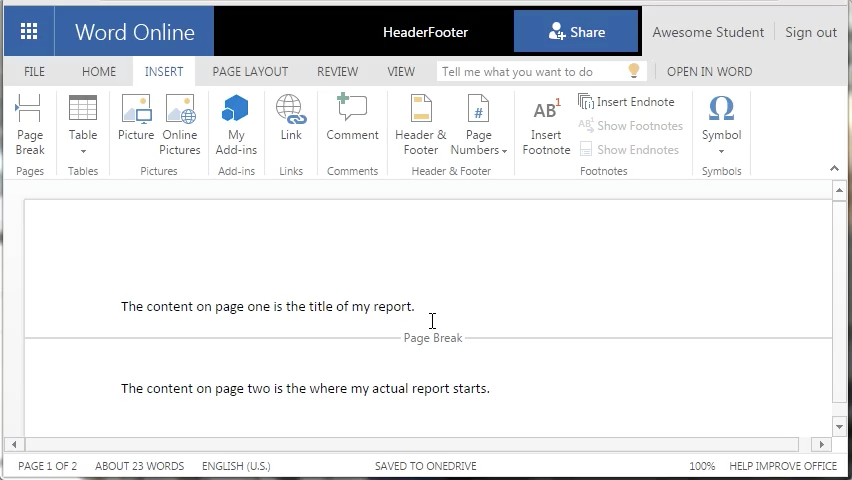 Word Online HeaderFooter Share Awesome Student Sign out
FILE HOME INSERT PAGE LAYOUT REVIEW VIEW Tell me what you want to do OPEN IN WORD
Page Break
Table
Picture
Online Pictures
My Add-ins
Link
Comment
Header & Footer
# Page Numbers
AB1 Insert Footnote
Insert Endnote
AB1 Show Footnotes
Show Endnotes
Ω Symbol
Pages Tables Pictures Add-ins Links Comments Header & Footer Footnotes Symbols
The content on page one is the title of my report.
Page Break
The content on page two is the where my actual report starts.
PAGE 1 OF 2 ABOUT 23 WORDS ENGLISH (U.S.) SAVED TO ONEDRIVE 100% HELP IMPROVE OFFICE